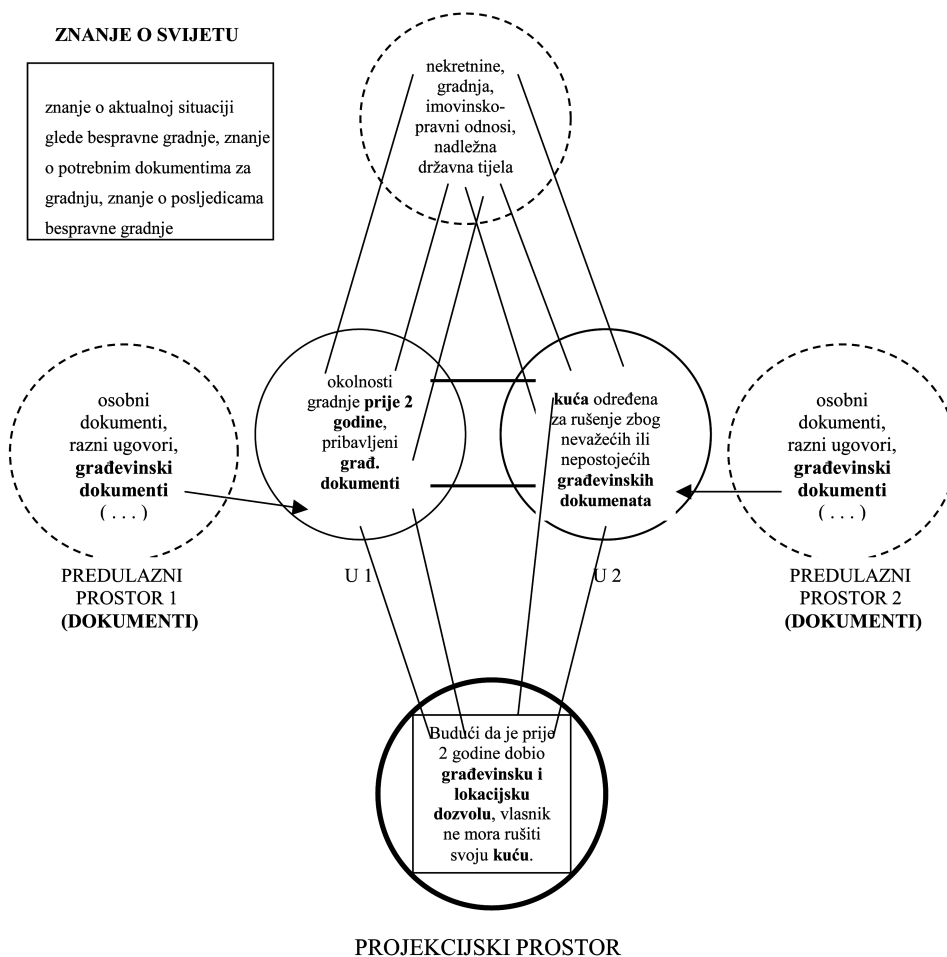 ZNANJE O SVIJETU
znanje o aktualnoj situaciji
glede bespravne gradnje, znanje
o potrebnim dokumentima za
gradnju, znanje o posljedicama
bespravne gradnje
nekretnine,
gradnja,
imovinsko-
pravni odnosi,
nadležna
državna tijela
osobni
dokumenti,
razni ugovori,
građevinski
dokumenti
( . . . )
PREDULAZNI
PROSTOR 1
(DOKUMENTI)
okolnosti
gradnje prije 2
godine,
pribavljeni
građ.
dokumenti
U 1
kuća određena
za rušenje zbog
nevažećih ili
nepostojećih
građevinskih
dokumenata
U 2
osobni
dokumenti,
razni ugovori,
građevinski
dokumenti
( . . . )
PREDULAZNI
PROSTOR 2
(DOKUMENTI)
Budući da je prije
2 godine dobio
građevinsku i
lokacijsku
dozvolu, vlasnik
ne mora rušiti
svoju kuću.
PROJEKCIJSKI PROSTOR